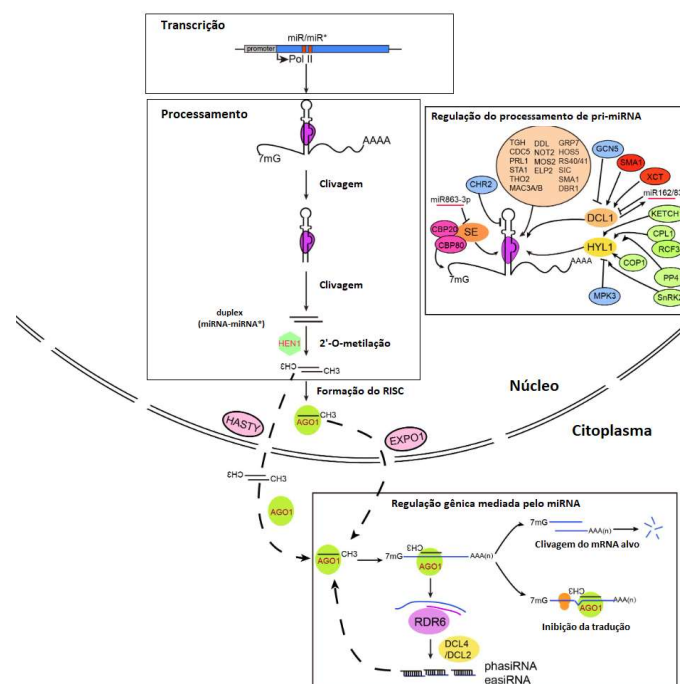 Transcrição
miR/miR*
promoter
Pol II
Processamento
7mG
AAAA
Clivagem
Clivagem
duplex
(miRNA-miRNA*)
HEN1
2'-O-metilação
CH3
CH3
Formação do RISC
CH3
AGO1
HASTY
EXPO1
Núcleo
Citoplasma
CH3
CH3
AGO1
Regulação do processamento de pri-miRNA
TGH DDL GRP7
CDC5 NOT2 HOS5
PRL1 MOS2 RS40/41
STA1 ELP2 SIC
THO2 SMA1
MAC3A/B DBR1
GCN5
SMA1
XCT
CHR2
miR863-3p
DCL1
KETCH1
CBP20
SE
CBP80
HYL1
CPL1
RCF3
7mG
AAAA
COP1
PP4
MPK3
Regulação gênica mediada pelo miRNA
CH3
AGO1
7mG
CH3
AAA(n)
AGO1
7mG
AAA(n)
Clivagem do mRNA alvo
7mG
CH3
AAA(n)
AGO1
Inibição da tradução
RDR6
DCL4
/DCL2
phasiRNA
easiRNA